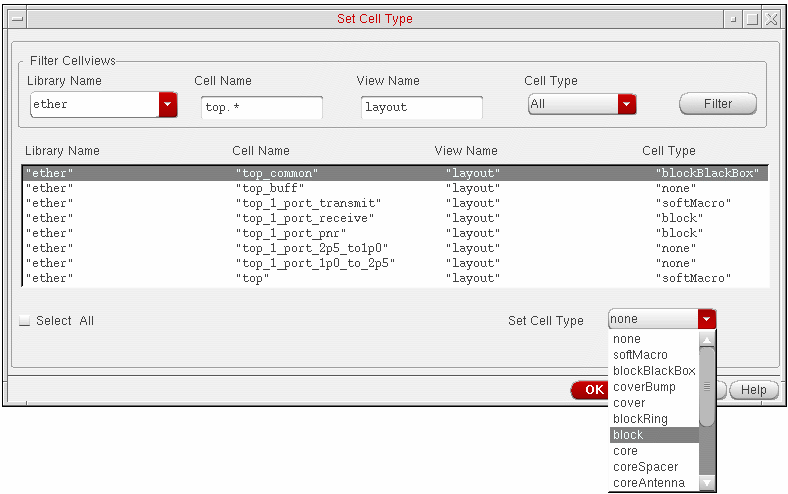 Set Cell Type
Filter Cellviews
Library Name Cell Name View Name Cell Type
ether top.* layout All Filter
Library Name Cell Name View Name Cell Type
"ether" "top_common" "layout" "blockBlackBox"
"ether" "top_buff" "layout" "none"
"ether" "top_1_port_transmit" "layout" "softMacro"
"ether" "top_1_port_receive" "layout" "block"
"ether" "top_1_port_pnr" "layout" "block"
"ether" "top_1_port_2p5_to1p0" "layout" "none"
"ether" "top_1_port_1p0_to_2p5" "layout" "none"
"ether" "top" "layout" "softMacro"
Select All Set Cell Type none
none
softMacro
blockBlackBox
coverBump
OK Help
cover
blockRing
block
core
coreSpacer
coreAntenna